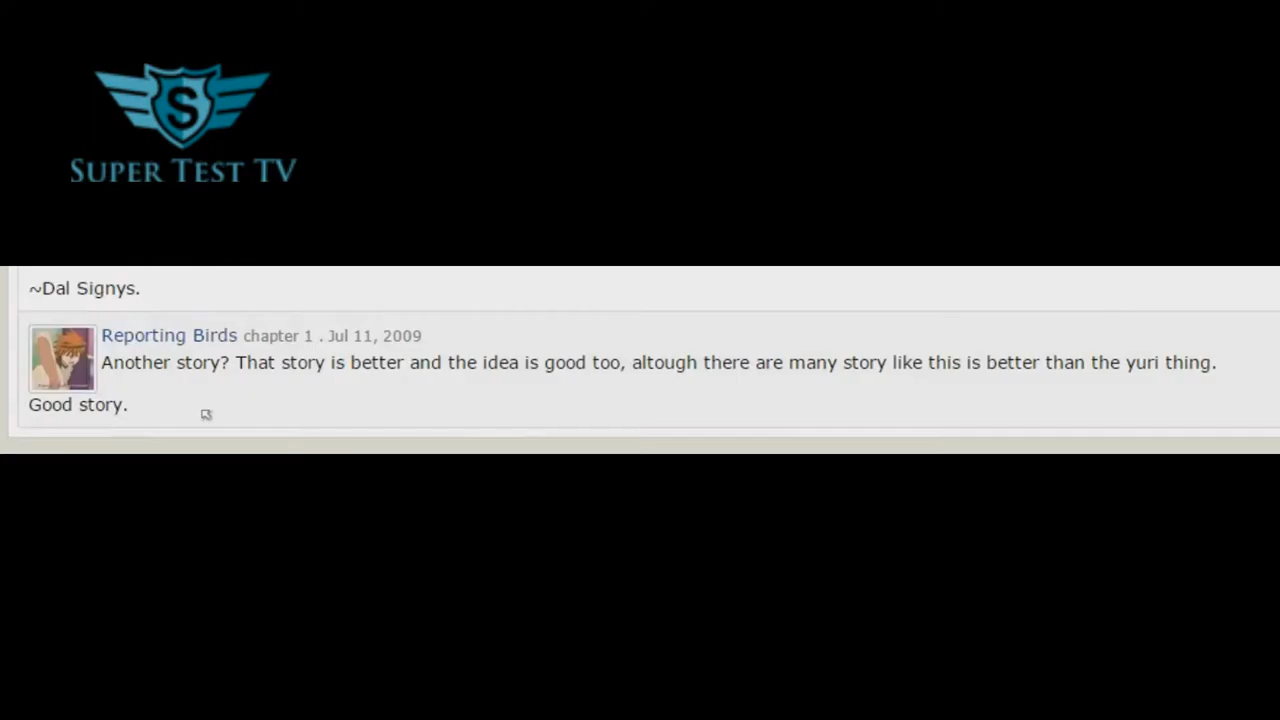 S
SUPER TEST TV
~Dal Signys.
Reporting Birds chapter 1 . Jul 11, 2009
Another story? That story is better and the idea is good too, altough there are many story like this is better than the yuri thing.
Good story.